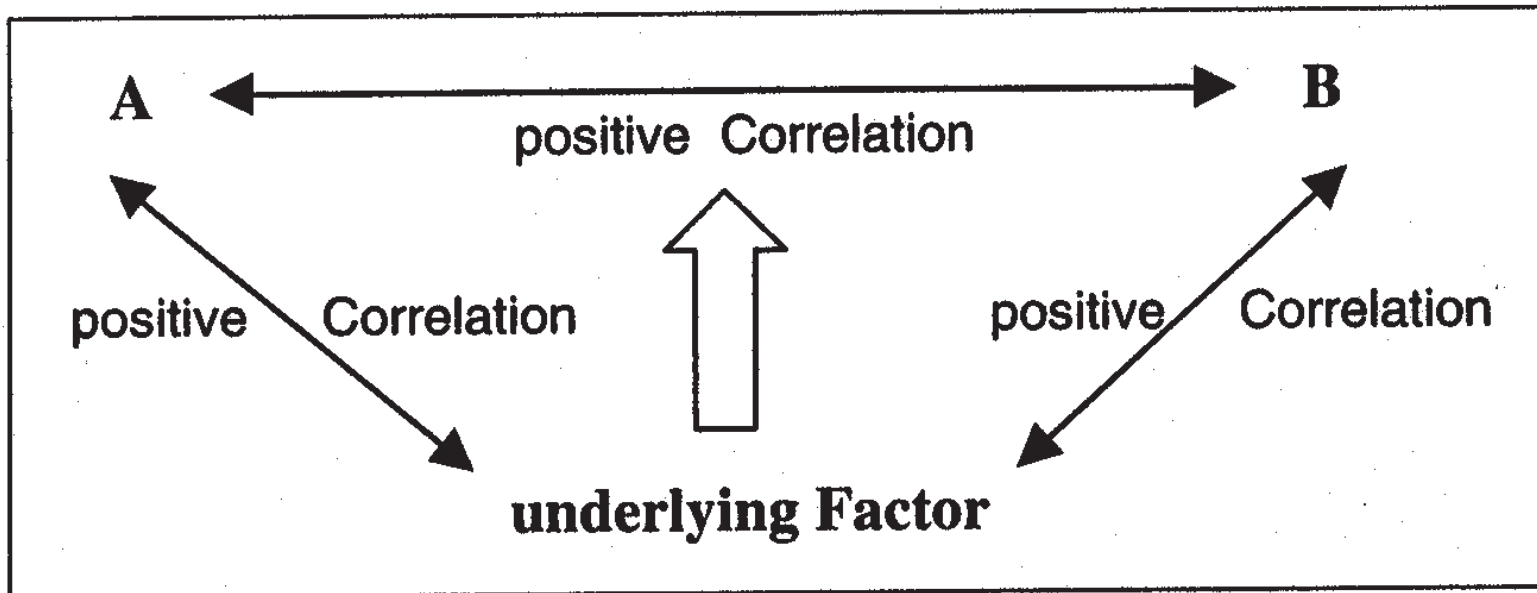 A B
positive Correlation
positive Correlation positive Correlation
underlying Factor